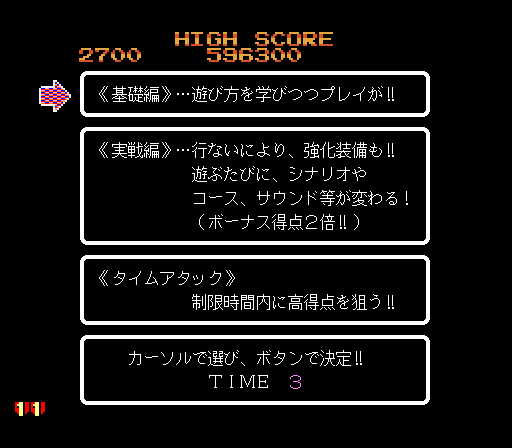 HIGH SCORE
2700 596300
《基礎編》…遊び方を学びつつプレイが!!
《実戦編》…行ないにより、強化装備も!!
遊ぶたびに、シナリオや
コース、サウンド等が変わる!
(ボーナス得点2倍!!)
《タイムアタック》
制限時間内に高得点を狙う!!
カーソルで選び、ボタンで決定!!
TIME 3
1 1